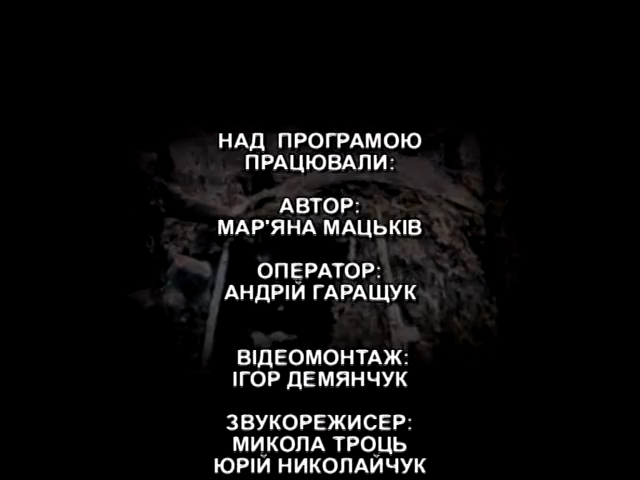 НАД ПРОГРАМОЮ
ПРАЦЮВАЛИ:
АВТОР:
МАР'ЯНА МАЦЬКІВ
ОПЕРАТОР:
АНДРІЙ ГАРАЩУК
ВІДЕОМОНТАЖ:
ІГОР ДЕМЯНЧУК
ЗВУКОРЕЖИСЕР:
МИКОЛА ТРОЦЬ
ЮРІЙ НИКОЛАЙЧУК